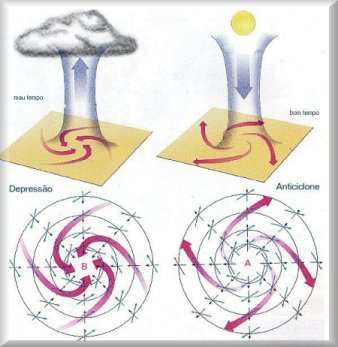 mau tempo
bom tempo
Depressão
Anticiclone
B
A